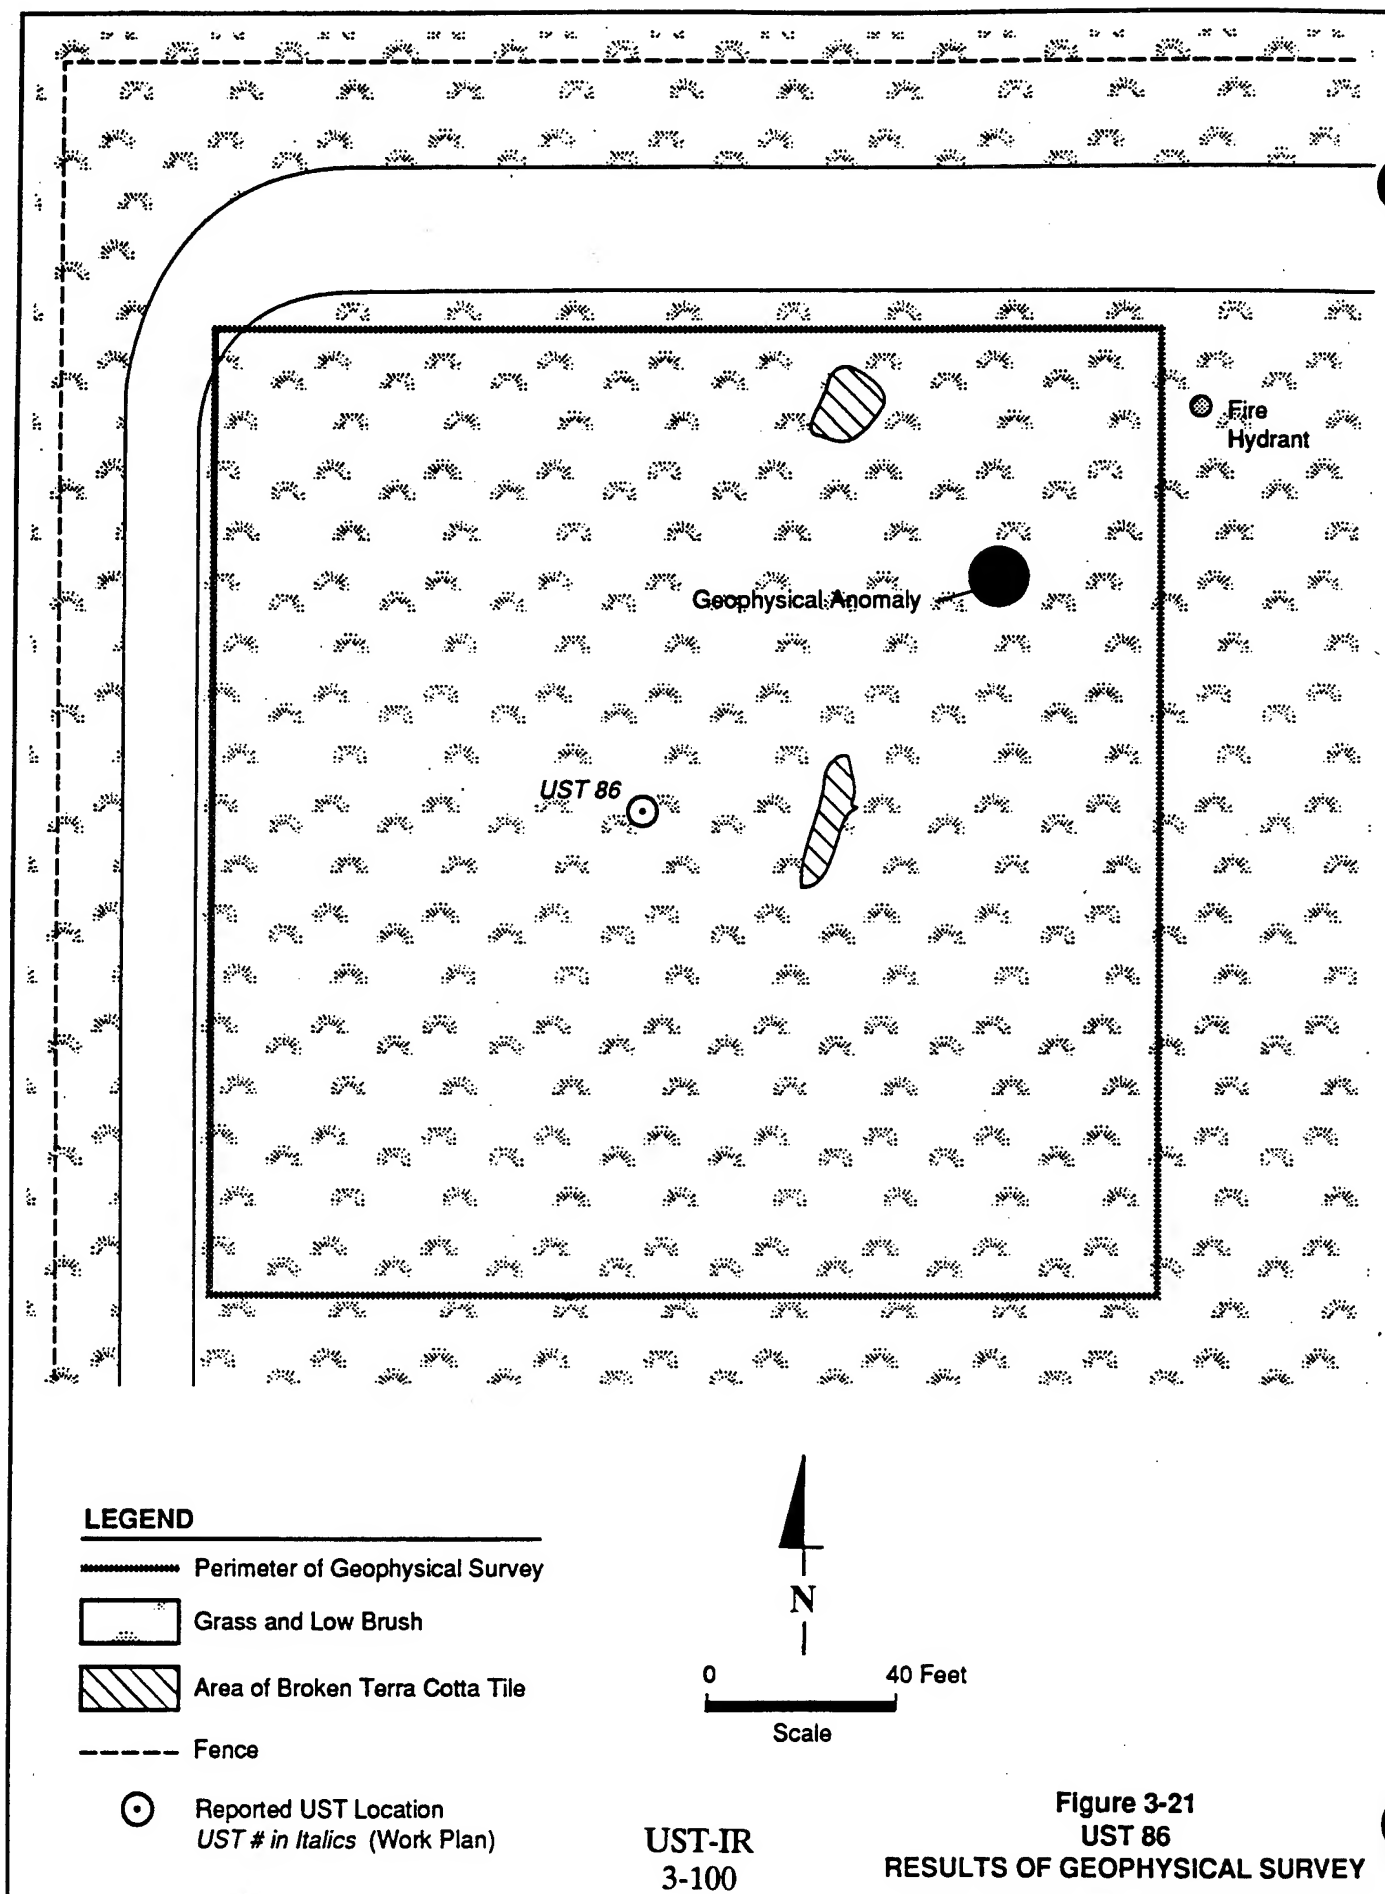 Fire
Hydrant
Geophysical Anomaly
UST 86
LEGEND
Perimeter of Geophysical Survey
Grass and Low Brush
Area of Broken Terra Cotta Tile
Fence
Reported UST Location
UST # in Italics (Work Plan)
N
0 40 Feet
Scale
UST-IR
3-100
Figure 3-21
UST 86
RESULTS OF GEOPHYSICAL SURVEY